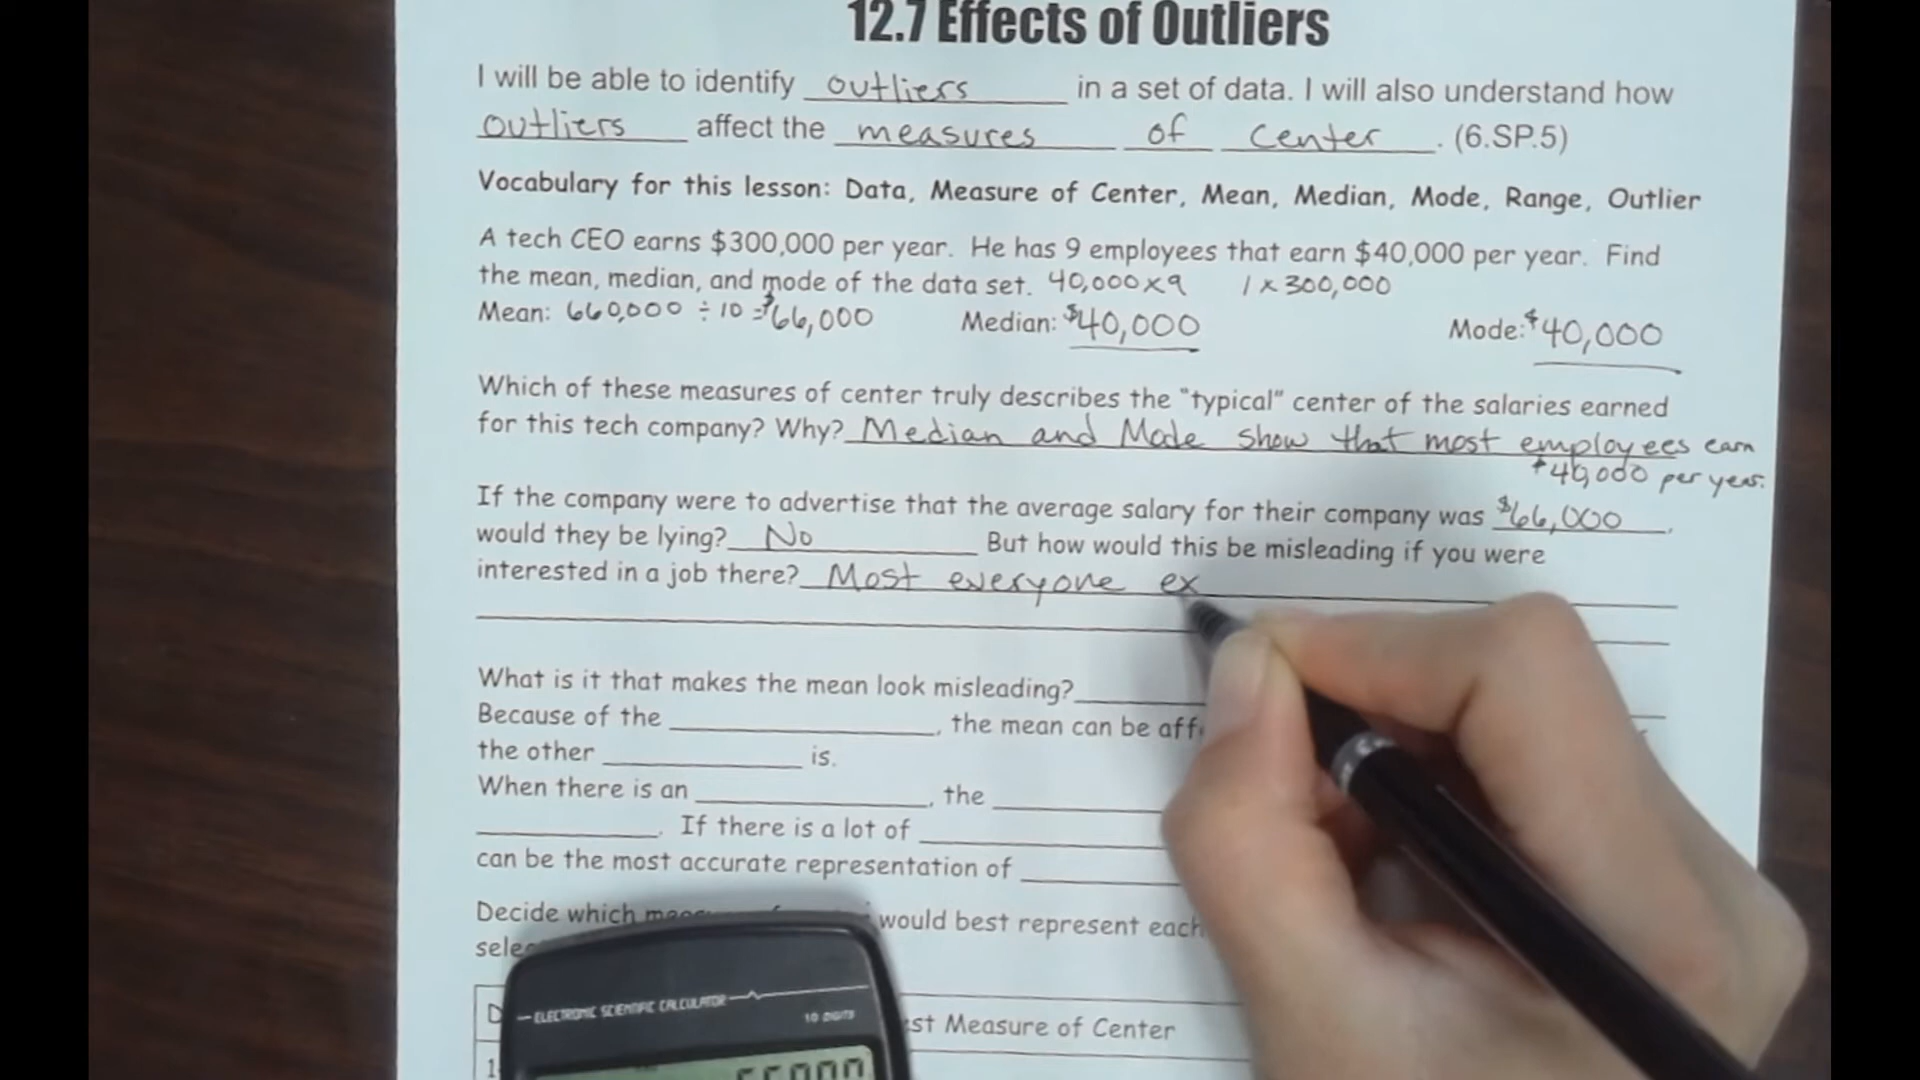 12.7 Effects of Outliers
I will be able to identify outliers in a set of data. I will also understand how
outliers affect the measures of center. (6.SP.5)
Vocabulary for this lesson: Data, Measure of Center, Mean, Median, Mode, Range, Outlier
A tech CEO earns $300,000 per year. He has 9 employees that earn $40,000 per year. Find
the mean, median, and mode of the data set. 40,000x9 1x300,000
Mean: 660,000 ÷ 10 = $66,000 Median: $40,000 Mode: $40,000
Which of these measures of center truly describes the "typical" center of the salaries earned
for this tech company? Why? Median and Mode show that most employees earn
$40,000 per year.
If the company were to advertise that the average salary for their company was $66,000.
would they be lying? No But how would this be misleading if you were
interested in a job there? Most everyone ex
What is it that makes the mean look misleading?
Because of the , the mean can be aff
the other is.
When there is an , the
. If there is a lot of
can be the most accurate representation of
Decide which would best represent each
sele
D st Measure of Center
ELECTRONIC SCIENTIFIC CALCULATOR
10 DIGITS
1